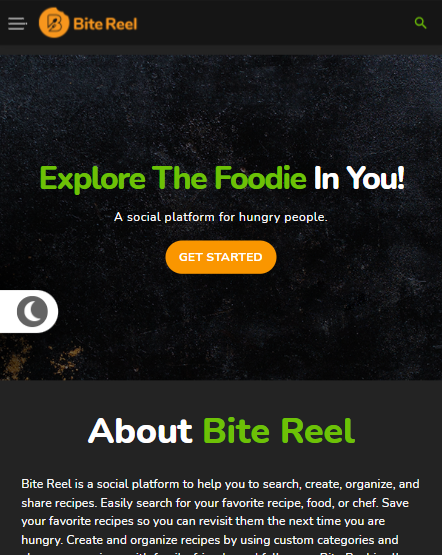 Bite Reel
Explore The Foodie In You!
A social platform for hungry people.
GET STARTED
About Bite Reel
Bite Reel is a social platform to help you to search, create, organize, and
share recipes. Easily search for your favorite recipe, food, or chef. Save
your favorite recipes so you can revisit them the next time you are
hungry. Create and organize recipes by using custom categories and